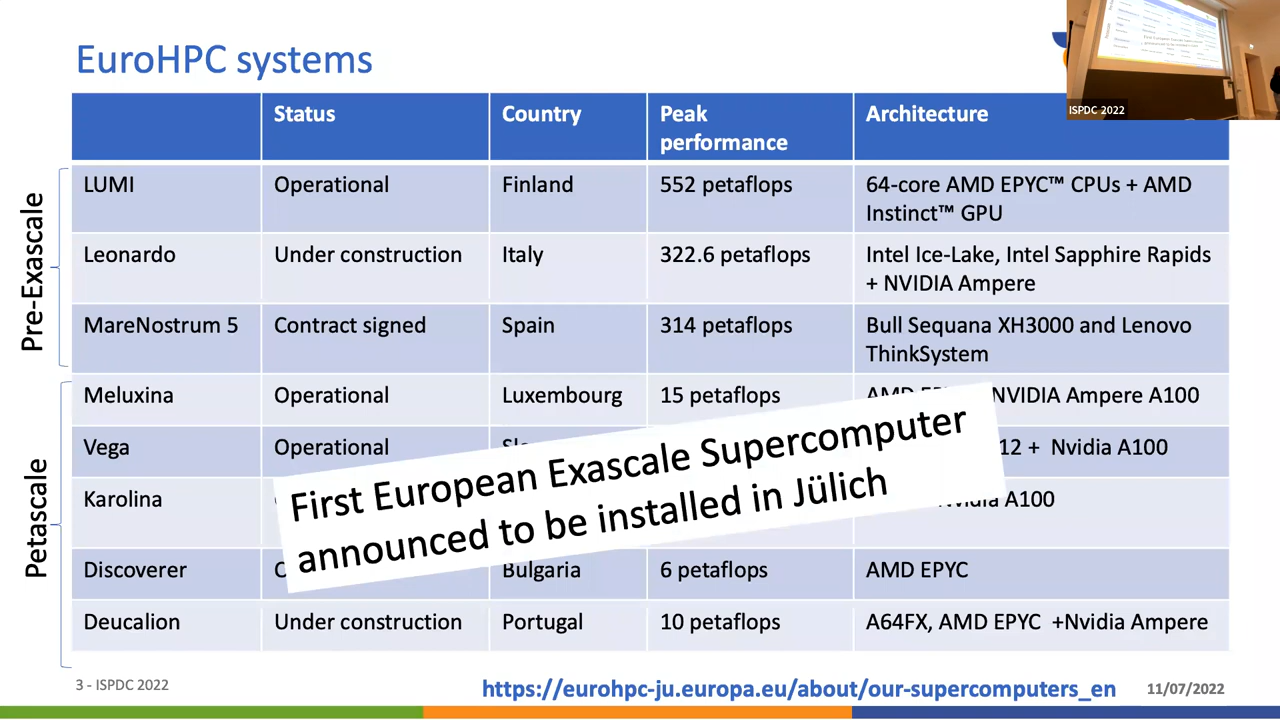 EuroHPC systems
ISPDC 2022
Status
Country
Peak
performance
Architecture
Pre-Exascale
LUMI
Operational
Finland
552 petaflops
64-core AMD EPYC™ CPUs + AMD
Instinct™ GPU
Leonardo
Under construction
Italy
322.6 petaflops
Intel Ice-Lake, Intel Sapphire Rapids
+ NVIDIA Ampere
MareNostrum 5
Contract signed
Spain
314 petaflops
Bull Sequana XH3000 and Lenovo
ThinkSystem
Petascale
Meluxina
Operational
Luxembourg
15 petaflops
NVIDIA Ampere A100
Vega
Operational
12 + Nvidia A100
Karolina
A100
First European Exascale Supercomputer
announced to be installed in Jülich
Discoverer
Bulgaria
6 petaflops
AMD EPYC
Deucalion
Under construction
Portugal
10 petaflops
A64FX, AMD EPYC +Nvidia Ampere
3 - ISPDC 2022
https://eurohpc-ju.europa.eu/about/our-supercomputers_en
11/07/2022